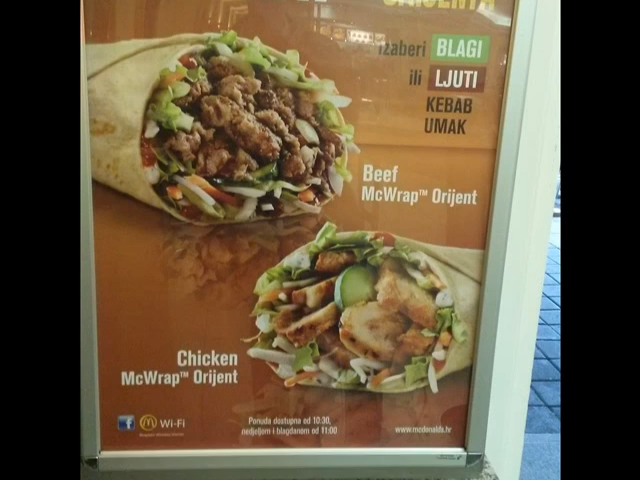 izaberi BLAGI
ili LJUTI
KEBAB
UMAK
Beef
McWrap™ Orijent
Chicken
McWrap™ Orijent
Wi-Fi
Ponuda dostupna od 10:30,
nedjeljem i blagdanom od 11:00
www.mcdonalds.hr